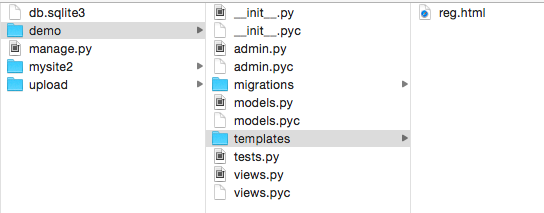 db.sqlite3
demo
manage.py
mysite2
upload
__init__.py
__init__.pyc
admin.py
admin.pyc
migrations
models.py
models.pyc
templates
tests.py
views.py
views.pyc
reg.html